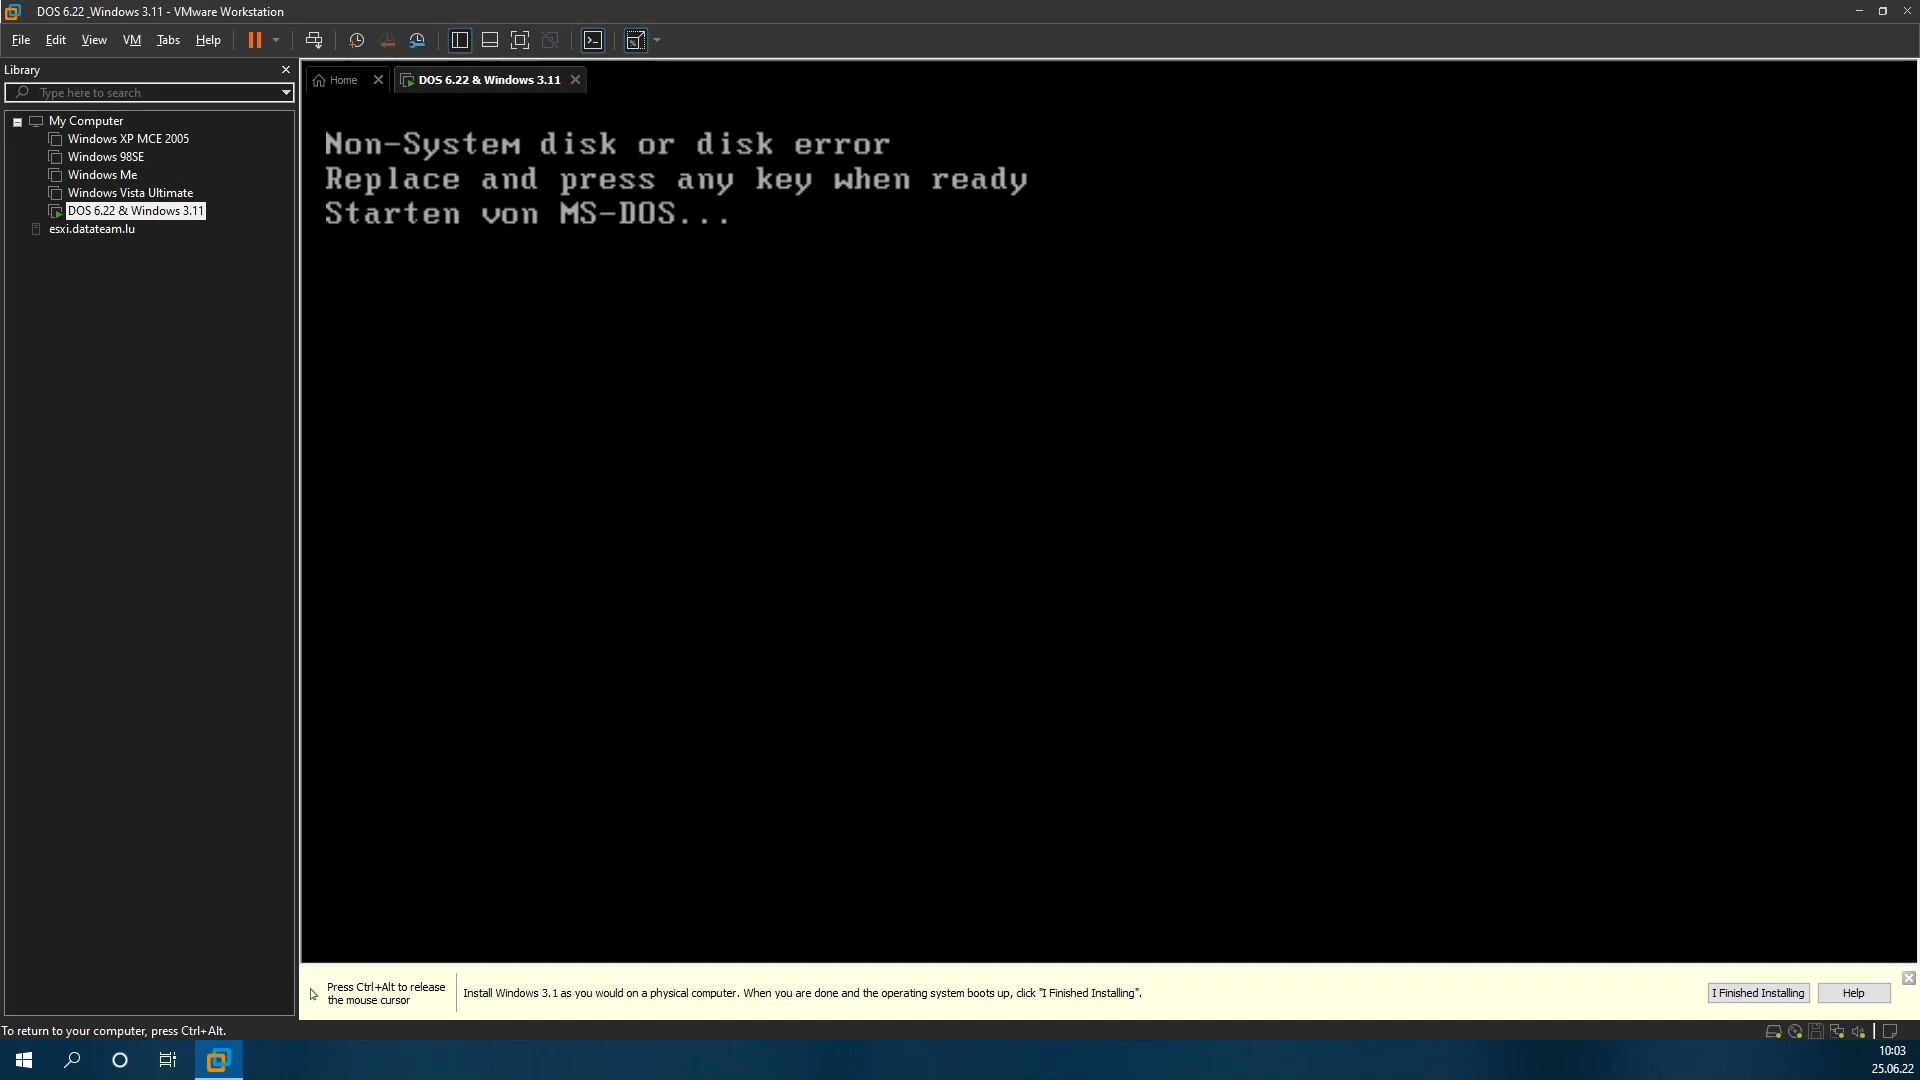 DOS 6.22 _Windows 3.11 - VMware Workstation
File Edit View VM Tabs Help
Library
Type here to search
My Computer
Windows XP MCE 2005
Windows 98SE
Windows Me
Windows Vista Ultimate
DOS 6.22 & Windows 3.11
esxi.datateam.lu
Home
DOS 6.22 & Windows 3.11
Non-System disk or disk error
Replace and press any key when ready
Starten von MS-DOS...
Press Ctrl+Alt to release
the mouse cursor
Install Windows 3.1 as you would on a physical computer. When you are done and the operating system boots up, click "I Finished Installing".
I Finished Installing
Help
To return to your computer, press Ctrl+Alt.
10:03
25.06.22